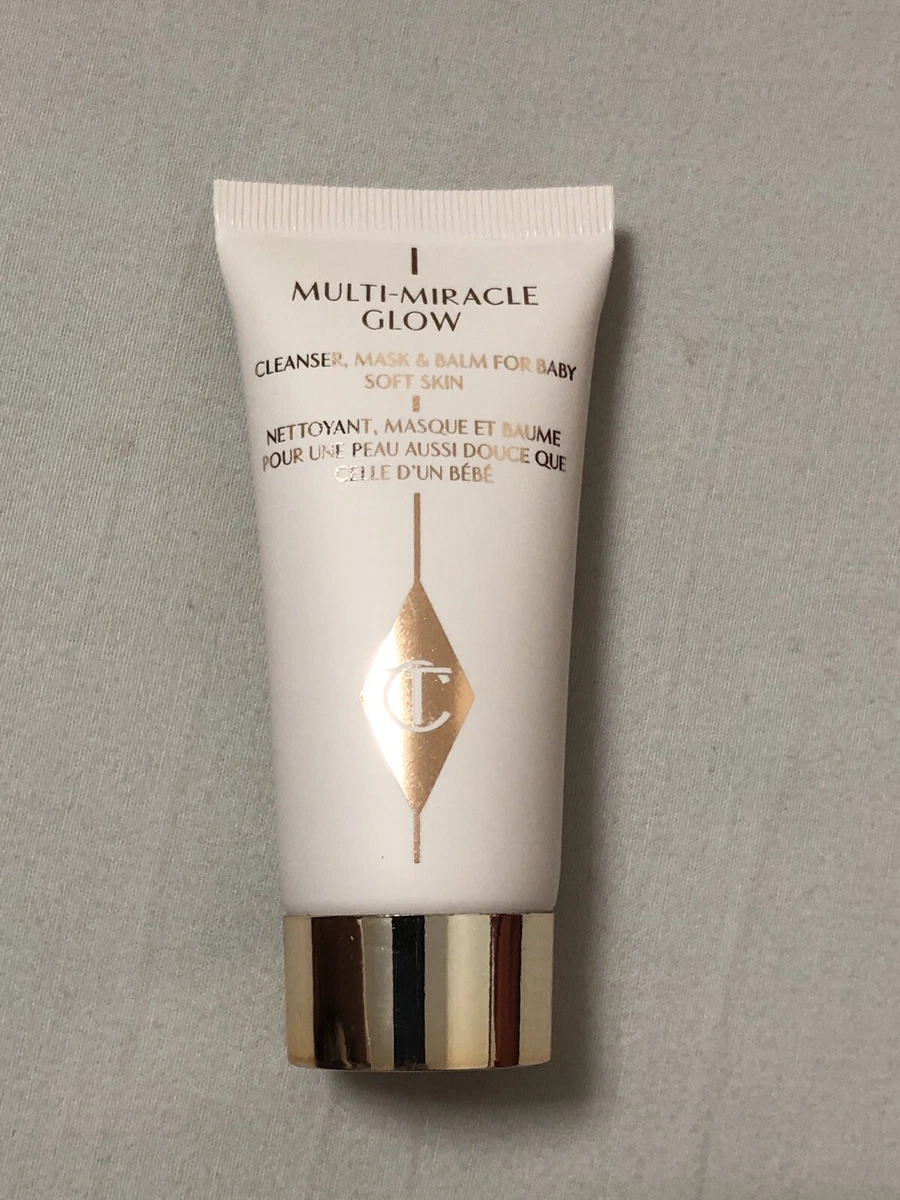 MULTI-MIRACLE
GLOW
CLEANSER, MASK & BALM FOR BABY
SOFT SKIN
NETTOYANT, MASQUE ET BAUME
POUR UNE PEAU AUSSI DOUCE QUE
CELLE D'UN BÉBÉ
CT